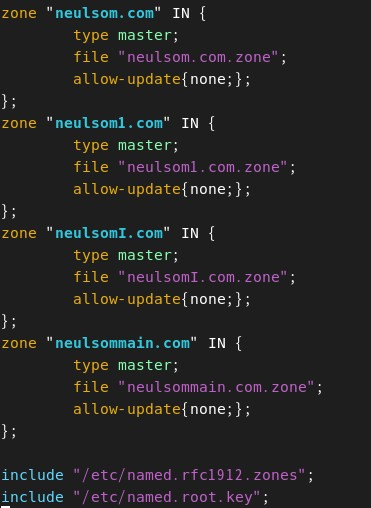 zone "neulsom.com" IN {
        type master;
        file "neulsom.com.zone";
        allow-update{none;};
};
zone "neulsom1.com" IN {
        type master;
        file "neulsom1.com.zone";
        allow-update{none;};
};
zone "neulsomI.com" IN {
        type master;
        file "neulsomI.com.zone";
        allow-update{none;};
};
zone "neulsommain.com" IN {
        type master;
        file "neulsommain.com.zone";
        allow-update{none;};
};

include "/etc/named.rfc1912.zones";
include "/etc/named.root.key";